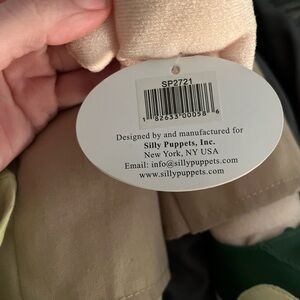 SP2721
1 82633 00058 6
Designed by and manufactured for
Silly Puppets, Inc.
New York, NY USA
Email: info@sillypuppets.com
www.sillypuppets.com